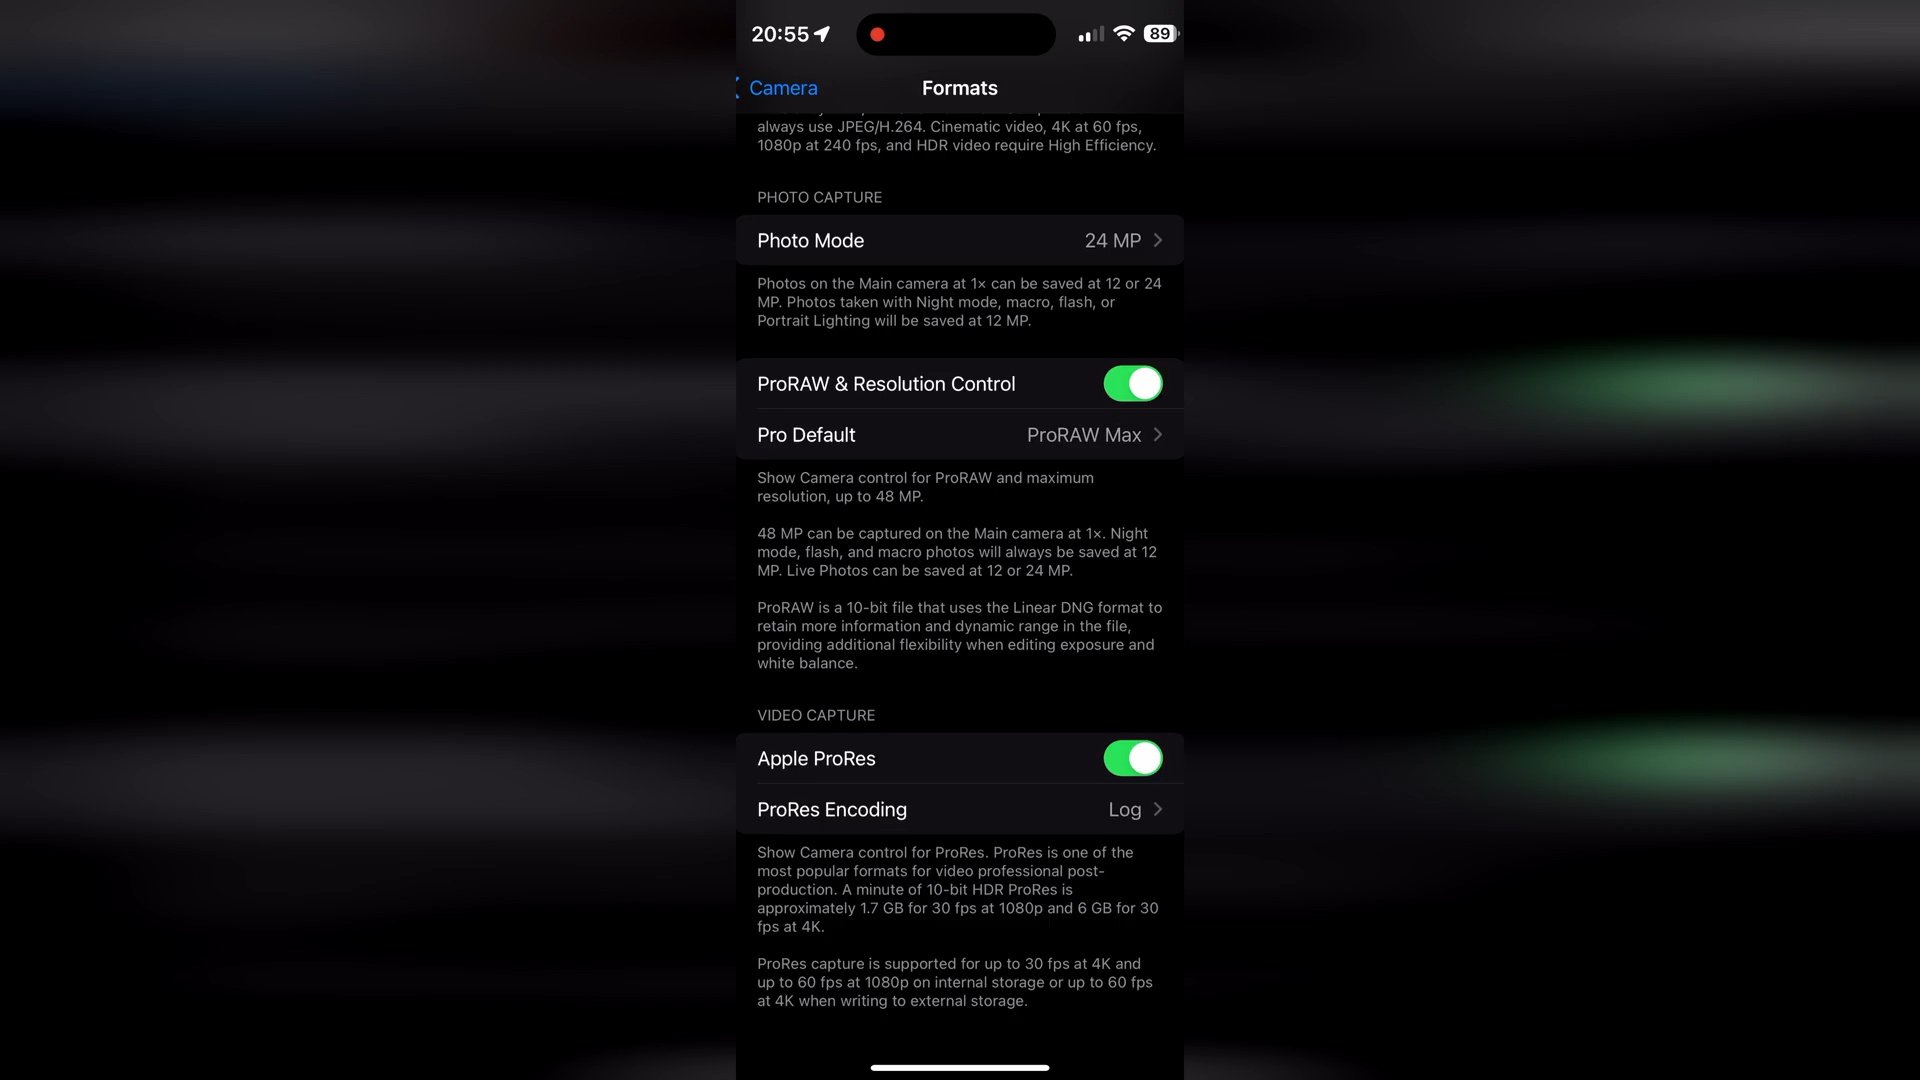 20:55
89
Camera
Formats
always use JPEG/H.264. Cinematic video, 4K at 60 fps,
1080p at 240 fps, and HDR video require High Efficiency.
PHOTO CAPTURE
Photo Mode
24 MP
Photos on the Main camera at 1× can be saved at 12 or 24
MP. Photos taken with Night mode, macro, flash, or
Portrait Lighting will be saved at 12 MP.
ProRAW & Resolution Control
Pro Default
ProRAW Max
Show Camera control for ProRAW and maximum
resolution, up to 48 MP.
48 MP can be captured on the Main camera at 1×. Night
mode, flash, and macro photos will always be saved at 12
MP. Live Photos can be saved at 12 or 24 MP.
ProRAW is a 10-bit file that uses the Linear DNG format to
retain more information and dynamic range in the file,
providing additional flexibility when editing exposure and
white balance.
VIDEO CAPTURE
Apple ProRes
ProRes Encoding
Log
Show Camera control for ProRes. ProRes is one of the
most popular formats for video professional post-
production. A minute of 10-bit HDR ProRes is
approximately 1.7 GB for 30 fps at 1080p and 6 GB for 30
fps at 4K.
ProRes capture is supported for up to 30 fps at 4K and
up to 60 fps at 1080p on internal storage or up to 60 fps
at 4K when writing to external storage.